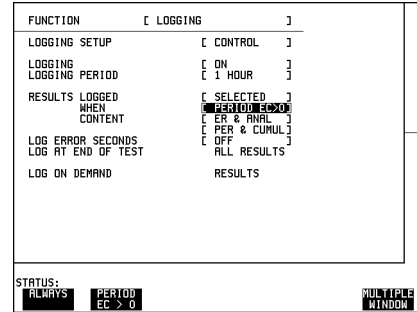 FUNCTION [ LOGGING ]
LOGGING SETUP [ CONTROL ]
LOGGING [ ON ]
LOGGING PERIOD [ 1 HOUR ]
RESULTS LOGGED [ SELECTED ]
WHEN [ PERIOD EC>0]
CONTENT [ ER & ANAL ]
[ PER & CUMUL]
LOG ERROR SECONDS [ OFF ]
LOG AT END OF TEST ALL RESULTS
LOG ON DEMAND RESULTS
STATUS:
ALWAYS PERIOD MULTIPLE
EC > 0 WINDOW